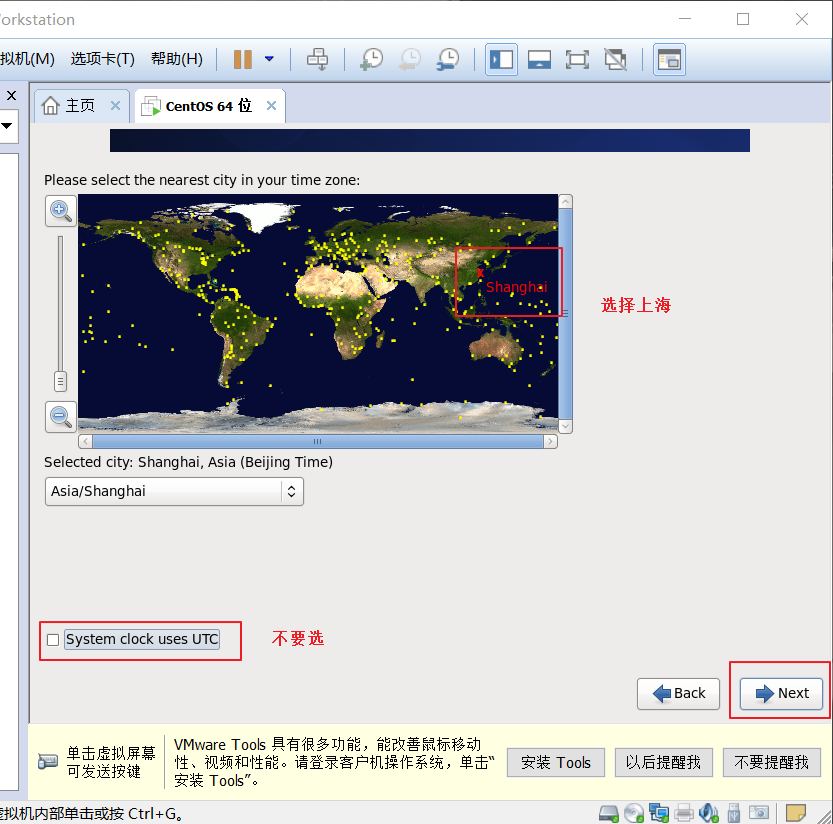 orkstation
拟机(M) 选项卡(T) 帮助(H)
主页
CentOS 64 位
Please select the nearest city in your time zone:
Shanghai
选择上海
Selected city: Shanghai, Asia (Beijing Time)
Asia/Shanghai
System clock uses UTC
不要选
Back
Next
单击虚拟屏幕
可发送按键
VMware Tools 具有很多功能，能改善鼠标移动
性、视频和性能。请登录客户机操作系统，单击“
安装 Tools”。
安装 Tools
以后提醒我
不要提醒我
虚拟机内部单击或按 Ctrl+G。